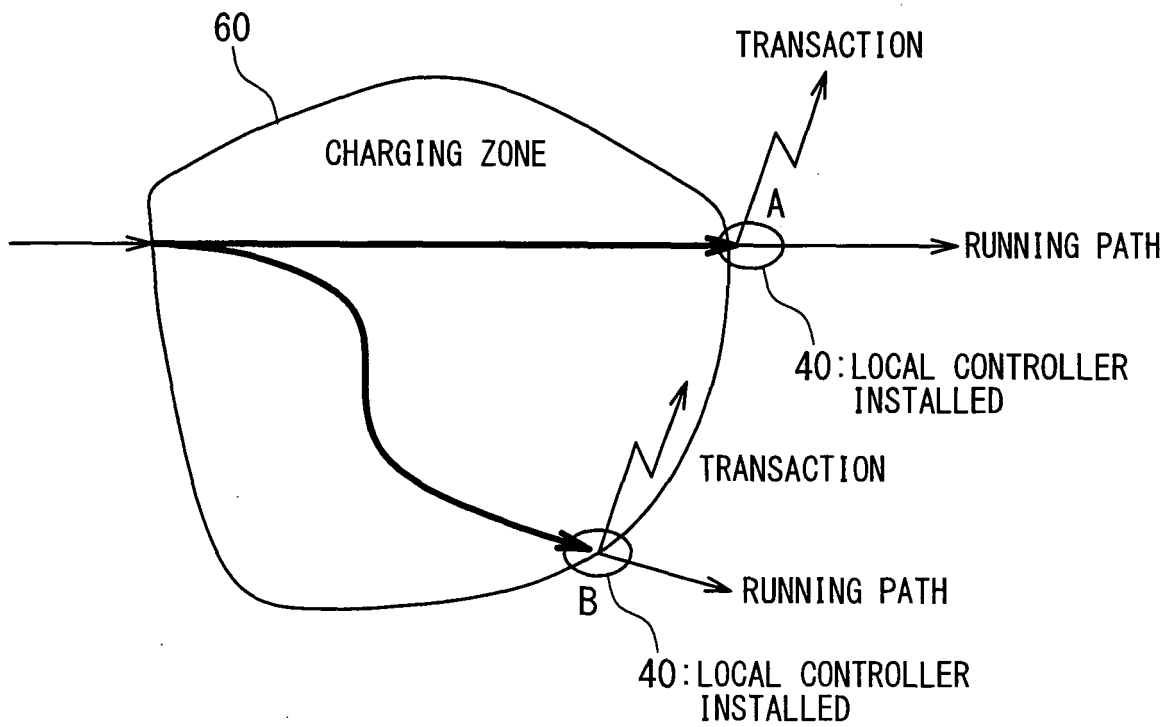 60
TRANSACTION
CHARGING ZONE
A
RUNNING PATH
40:LOCAL CONTROLLER
INSTALLED
TRANSACTION
B
RUNNING PATH
40:LOCAL CONTROLLER
INSTALLED